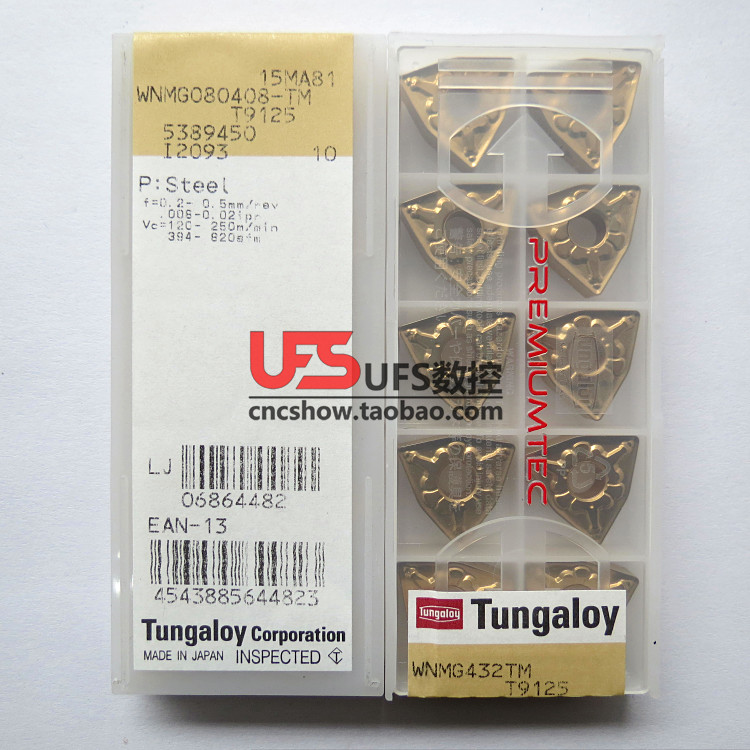 15MA81
WNMG080408-TM
T9125
5389450
I2093 10
P:Steel
f=0.2- 0.5mm/rev
.008-0.02ipr
Vc=120- 250m/min
394- 820sfm
UFS UFS数控
cncshow.taobao.com
LJ
06864482
EAN-13
4543885644823
Tungaloy Corporation
MADE IN JAPAN INSPECTED T
PREMIUMTEC
Tungaloy
Tungaloy Tungaloy
WNMG432TM
T9125